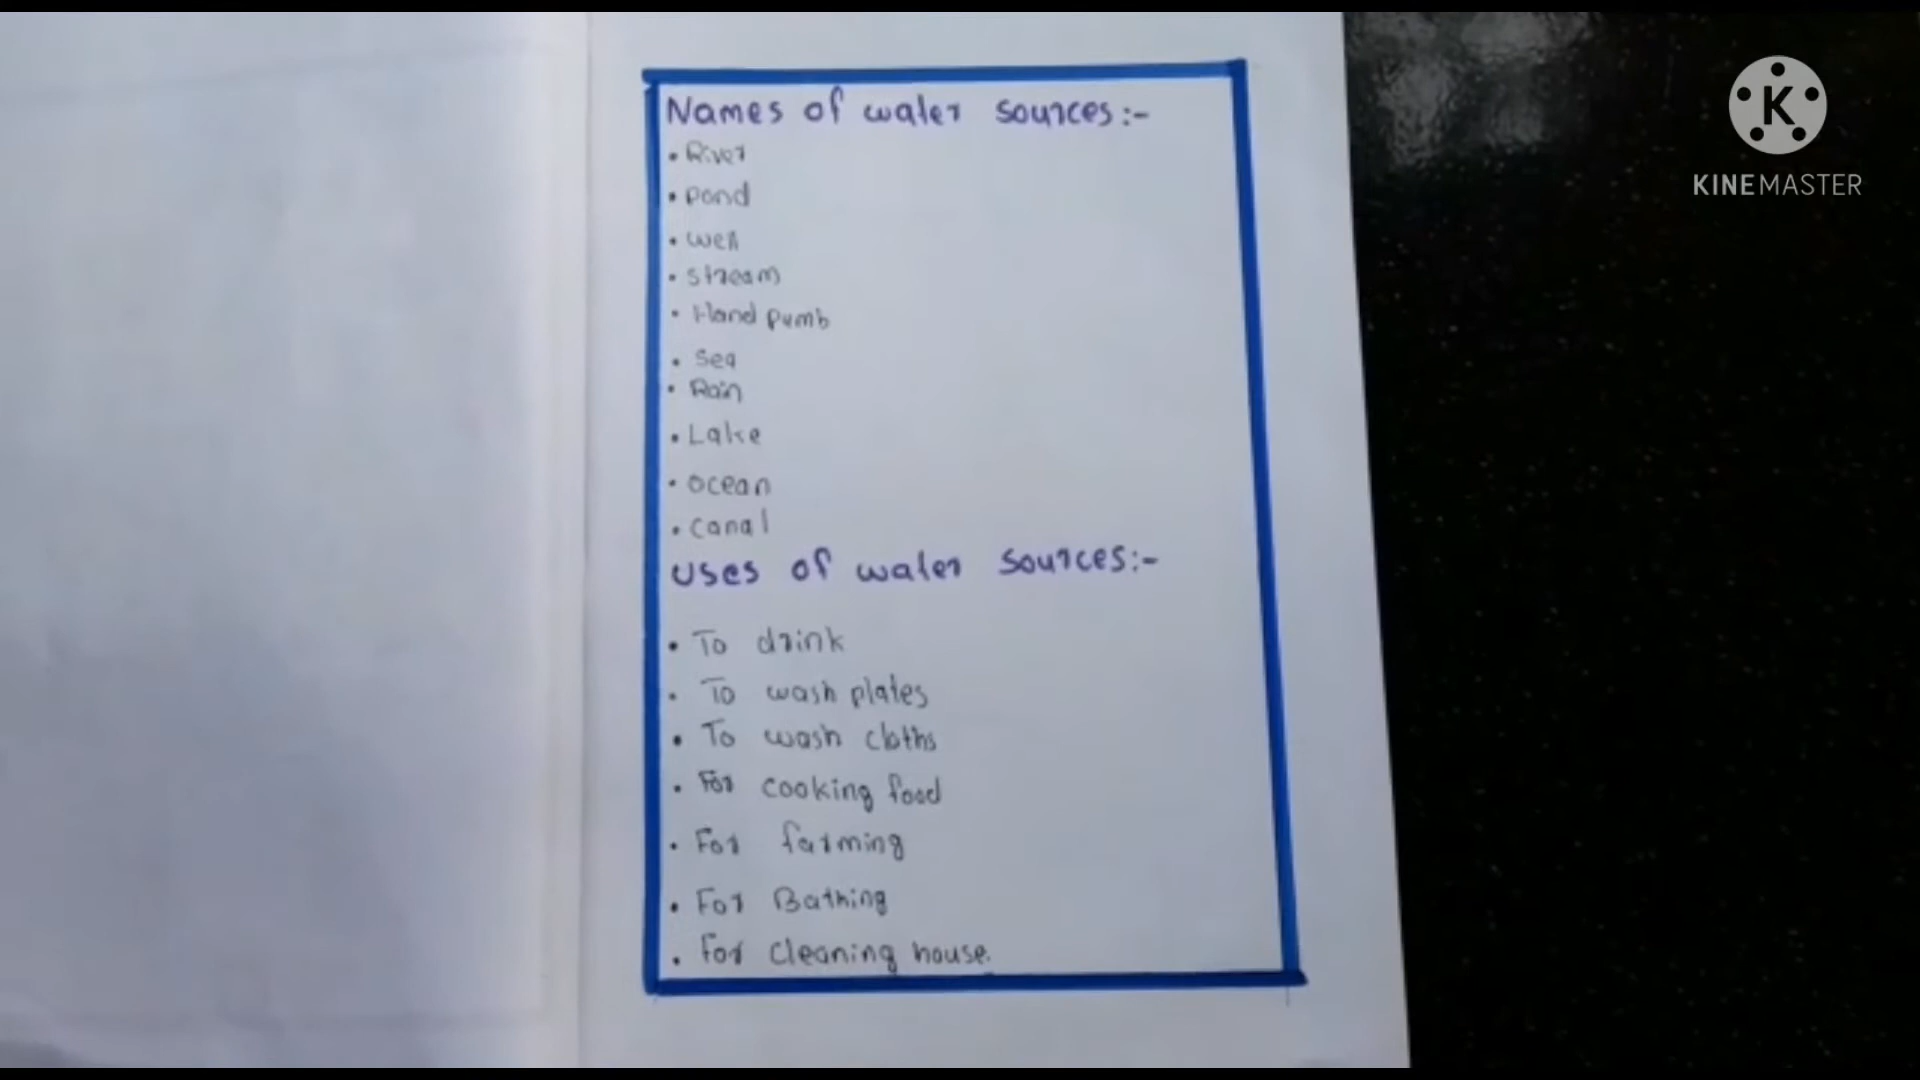 Names of water sources:-
• River
• pond
• well
• stream
• Hand pumb
• Sea
• Rain
• Lake
• ocean
• canal
uses of water sources:-
• To drink
• To wash plates
• To wash cloths
• For cooking food
• For farming
• For Bathing
• For cleaning house.
K
KINEMASTER